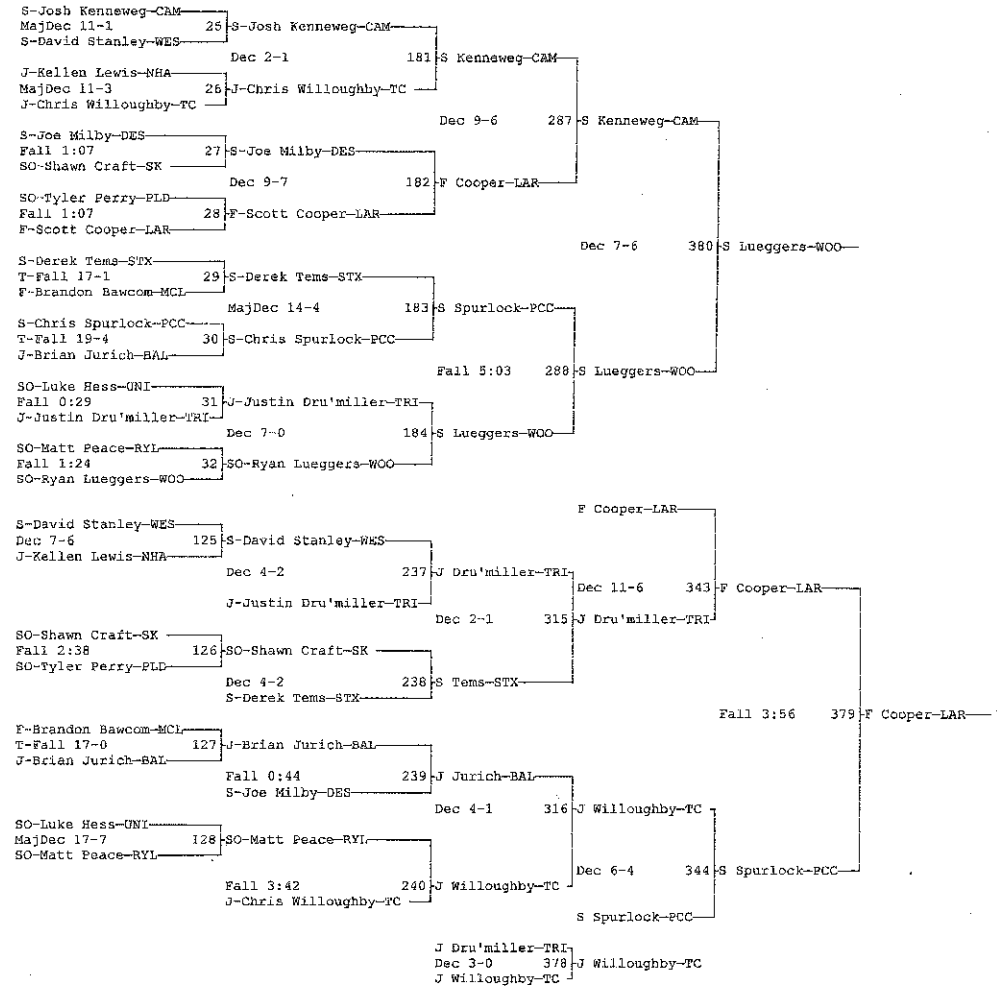 S-Josh Kenneweg-CAM
MajDec 11-1 25 S-Josh Kenneweg-CAM
S-David Stanley-WES
Dec 2-1 181 S Kenneweg-CAM
J-Kellen Lewis-NHA
MajDec 11-3 26 J-Chris Willoughby-TC
J-Chris Willoughby-TC
Dec 9-6 287 S Kenneweg-CAM
S-Joe Milby-DES
Fall 1:07 27 S-Joe Milby-DES
SO-Shawn Craft-SK
Dec 9-7 182 F Cooper-LAR
SO-Tyler Perry-PLD
Fall 1:07 28 F-Scott Cooper-LAR
F-Scott Cooper-LAR
Dec 7-6 380 S Lueggers-WOO
S-Derek Tems-STX
T-Fall 17-1 29 S-Derek Tems-STX
F-Brandon Bawcom-MCL
MajDec 14-4 183 S Spurlock-PCC
S-Chris Spurlock-PCC
T-Fall 19-4 30 S-Chris Spurlock-PCC
J-Brian Jurich-BAL
Fall 5:03 288 S Lueggers-WOO
SO-Luke Hess-UNI
Fall 0:29 31 J-Justin Dru'miller-TRI
J-Justin Dru'miller-TRI
Dec 7-0 184 S Lueggers-WOO
SO-Matt Peace-RYL
Fall 1:24 32 SO-Ryan Lueggers-WOO
SO-Ryan Lueggers-WOO
F Cooper-LAR
S-David Stanley-WES
Dec 7-6 125 S-David Stanley-WES
J-Kellen Lewis-NHA
Dec 4-2 237 J Dru'miller-TRI
Dec 11-6 343 F Cooper-LAR
J-Justin Dru'miller-TRI
Dec 2-1 315 J Dru'miller-TRI
SO-Shawn Craft-SK
Fall 2:38 126 SO-Shawn Craft-SK
SO-Tyler Perry-PLD
Dec 4-2 238 S Tems-STX
S-Derek Tems-STX
Fall 3:56 379 F Cooper-LAR
F-Brandon Bawcom-MCL
T-Fall 17-0 127 J-Brian Jurich-BAL
J-Brian Jurich-BAL
Fall 0:44 239 J Jurich-BAL
S-Joe Milby-DES
Dec 4-1 316 J Willoughby-TC
SO-Luke Hess-UNI
MajDec 17-7 128 SO-Matt Peace-RYL
SO-Matt Peace-RYL
Dec 6-4 344 S Spurlock-PCC
Fall 3:42 240 J Willoughby-TC
J-Chris Willoughby-TC
S Spurlock-PCC
J Dru'miller-TRI
Dec 3-0 378 J Willoughby-TC
J Willoughby-TC